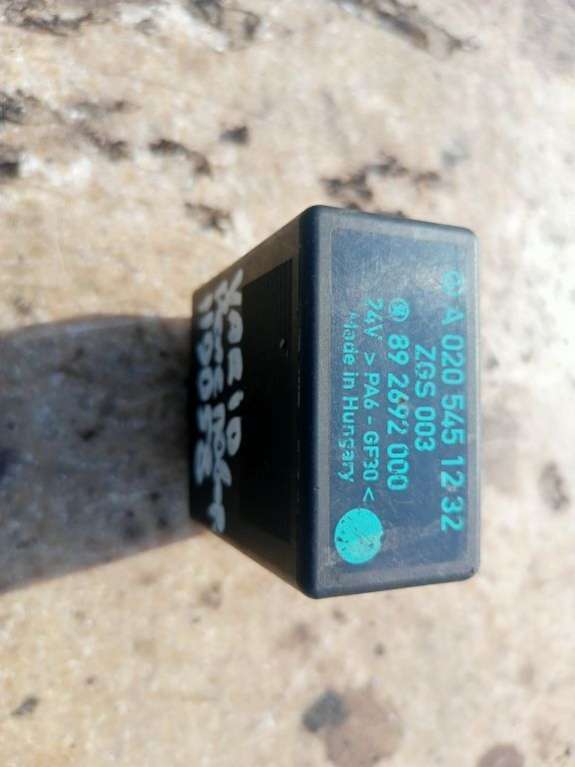 A 020 545 12 32
ZGS 003
89 2692 000
24V > PA6 - GF30 <
Made in Hungary